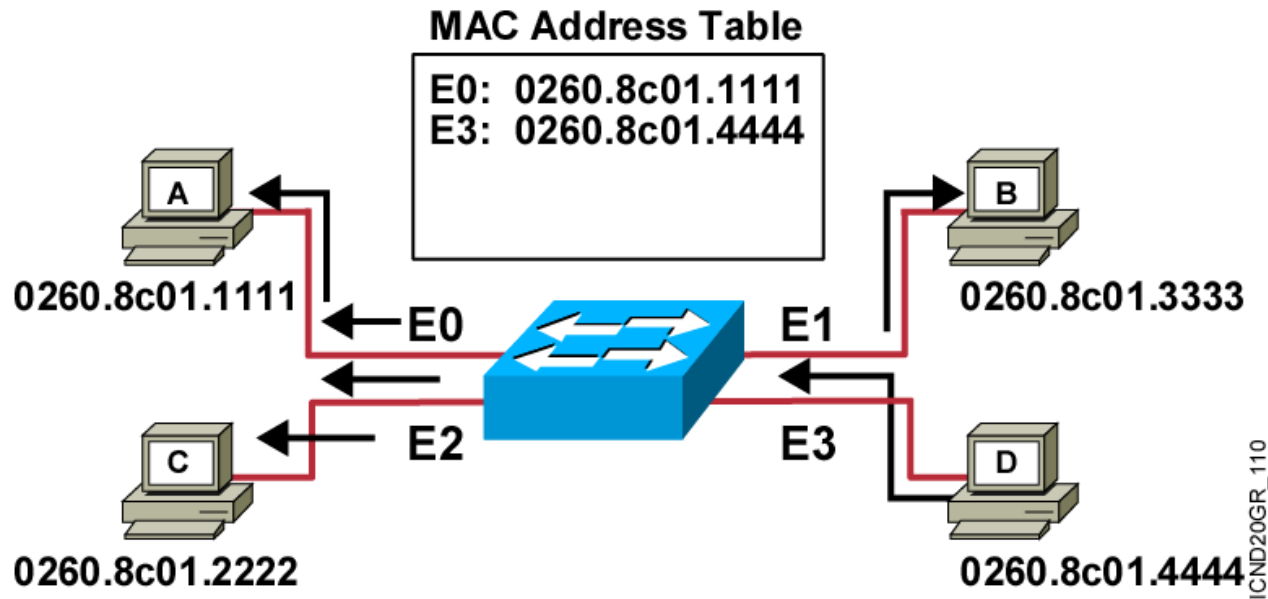 MAC Address Table
E0: 0260.8c01.1111
E3: 0260.8c01.4444
A
B
0260.8c01.1111
0260.8c01.3333
E0
E1
E2
E3
C
D
0260.8c01.2222
0260.8c01.4444
ICND20GR_110